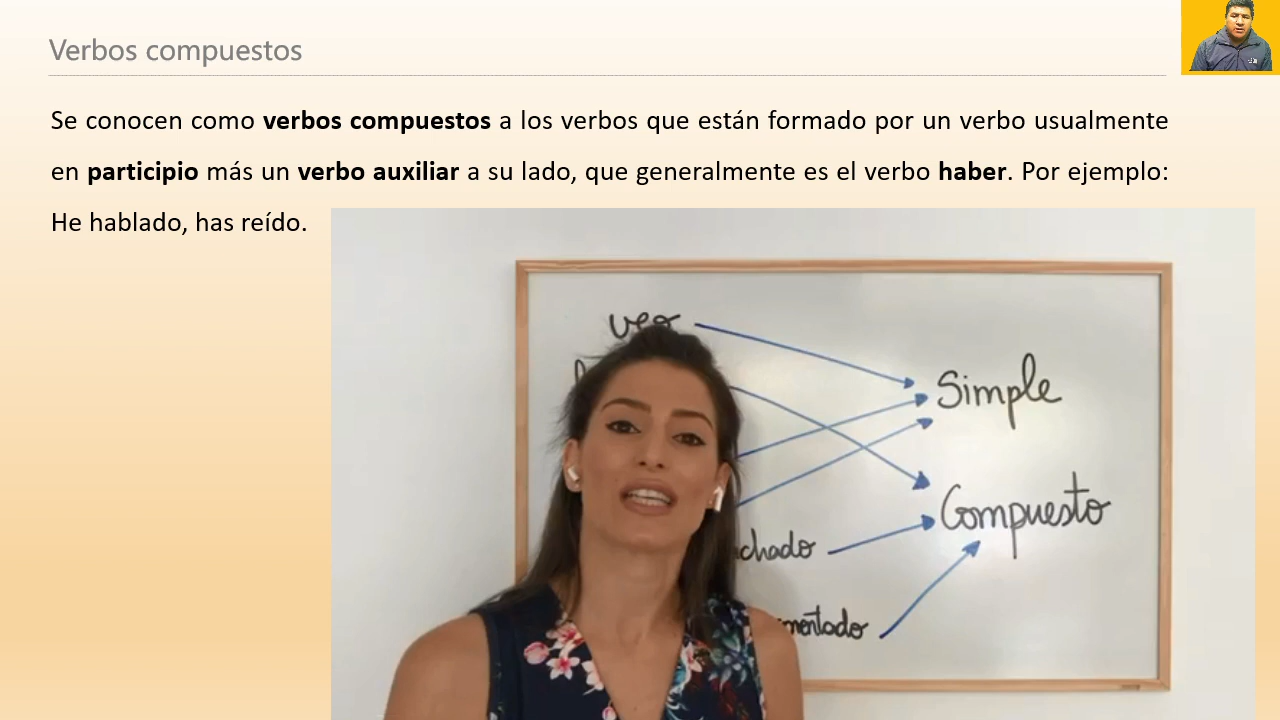 Verbos compuestos
Se conocen como verbos compuestos a los verbos que están formado por un verbo usualmente
en participio más un verbo auxiliar a su lado, que generalmente es el verbo haber. Por ejemplo:
He hablado, has reído.
veo
Simple
Compuesto